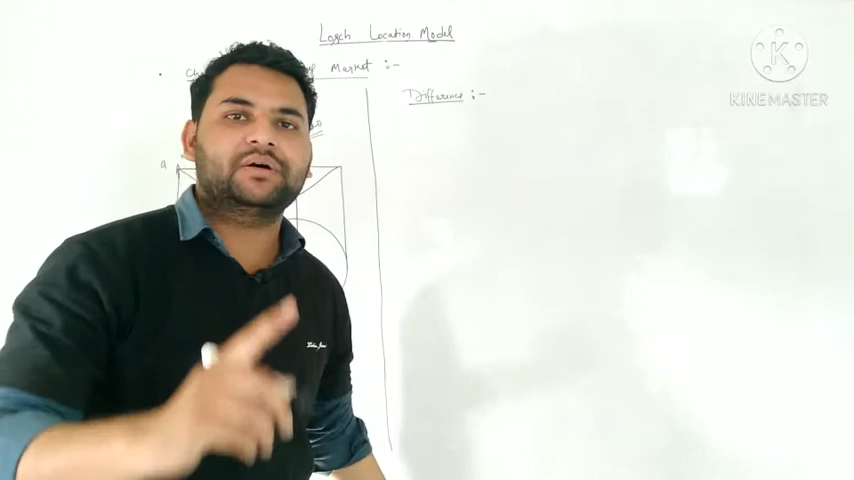 Losch Location Model
Market :-
Difference :-
a
KINEMASTER